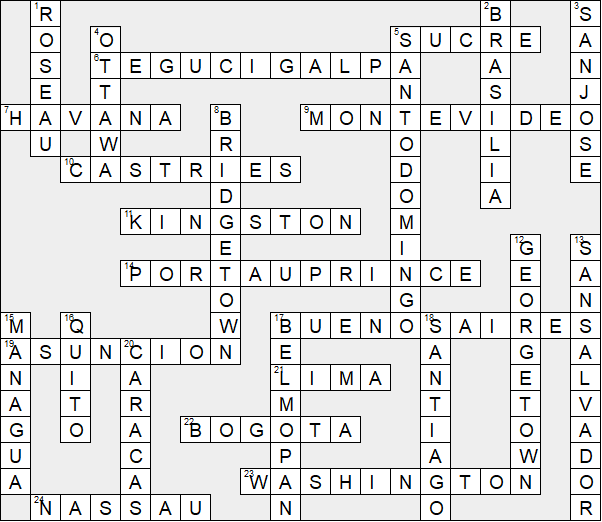 1 ROSEAU
2 BRASILIA
3 SANJOSE
4 OTTAWA
5 SUCRE
SANTODOMINGO
6 TEGUCIGALPA
7 HAVANA
8 BRIDGETOWN
9 MONTEVIDEO
10 CASTRIES
11 KINGSTON
12 GEORGETOWN
13 SANSALVADOR
14 PORTAUPRINCE
15 MANAGUA
16 QUITO
17 BUENOSAIRES
BELMOPAN
18 SANTIAGO
19 ASUNCION
20 CARACAS
21 LIMA
22 BOGOTA
23 WASHINGTON
24 NASSAU